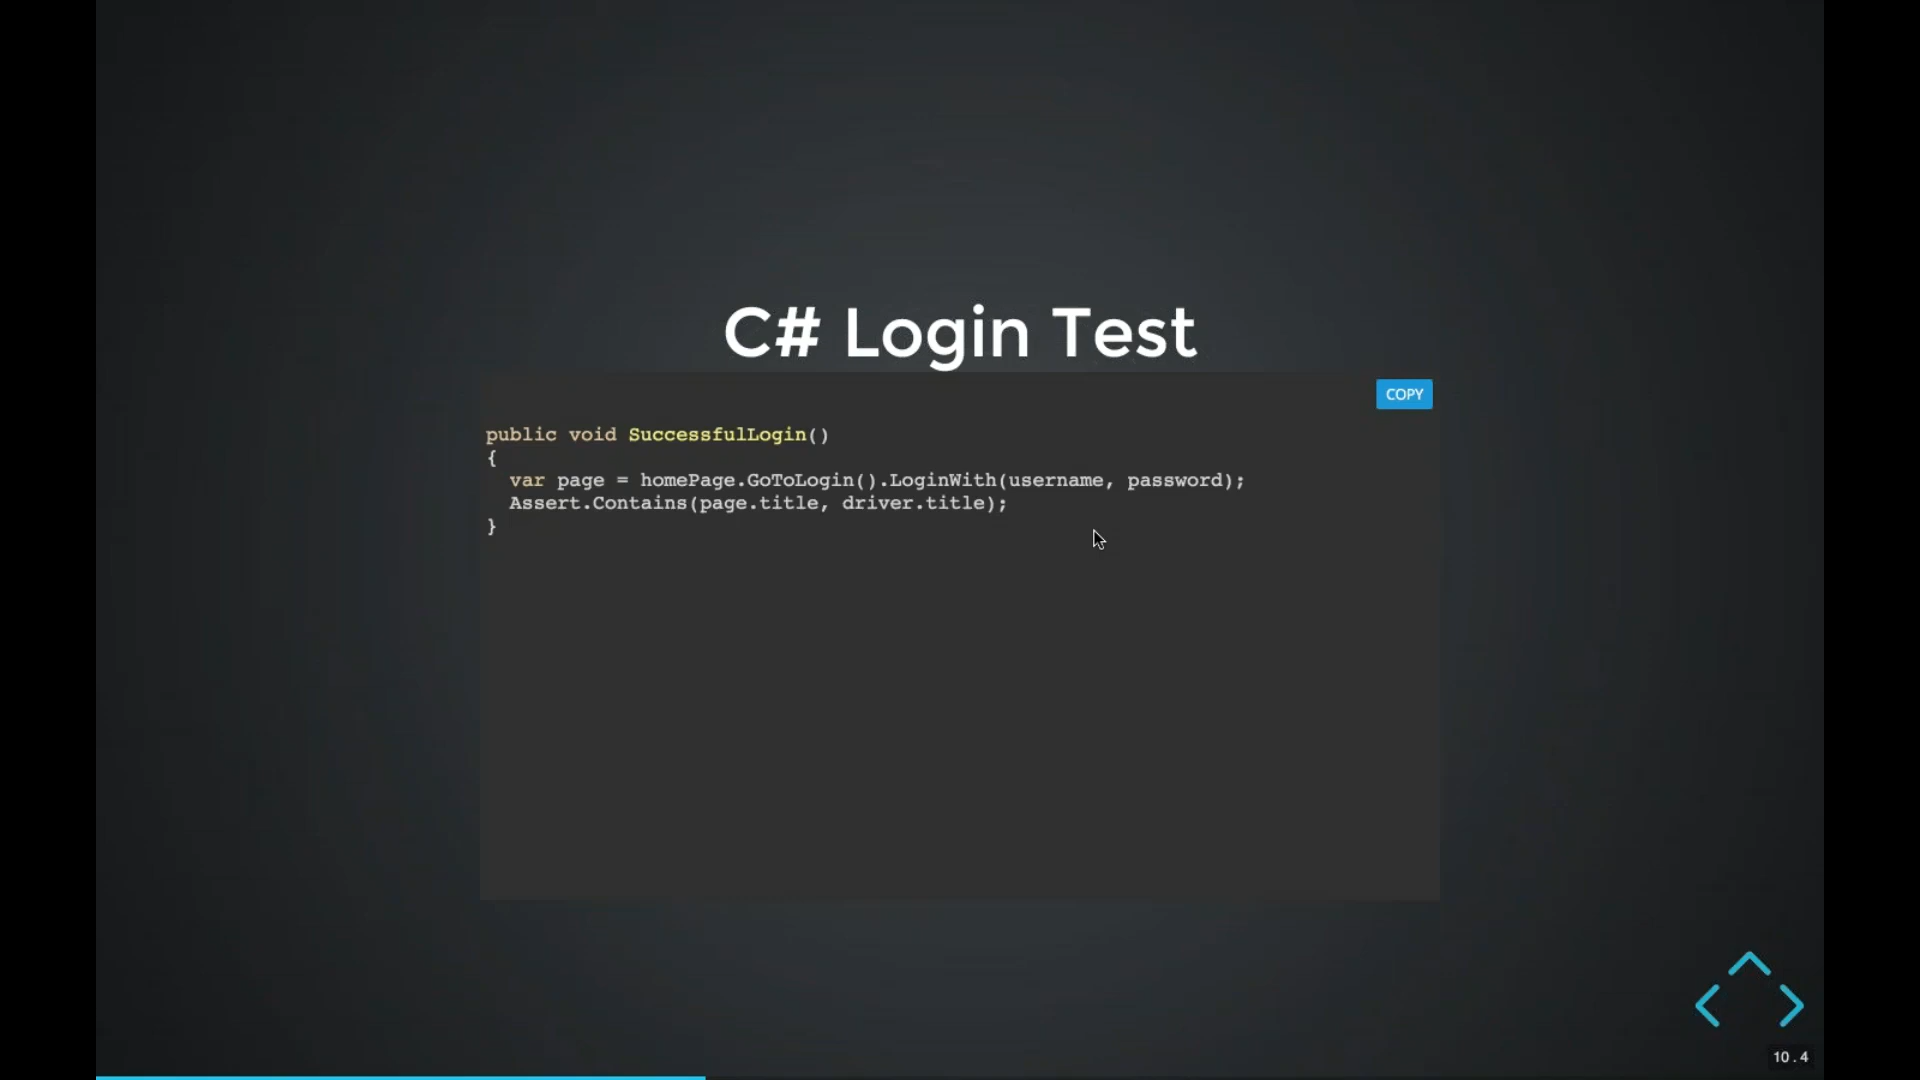 C# Login Test
COPY
public void SuccessfulLogin()
{
  var page = homePage.GoToLogin().LoginWith(username, password);
  Assert.Contains(page.title, driver.title);
}
10.4